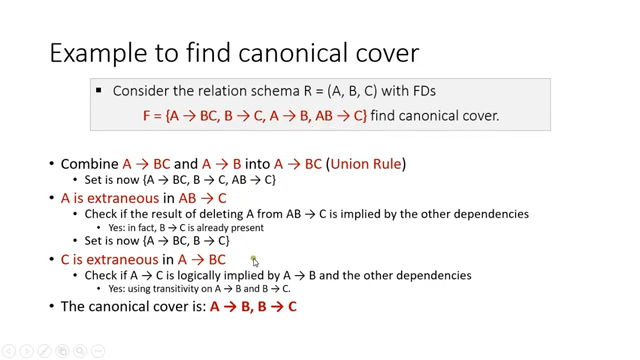 Example to find canonical cover
▪ Consider the relation schema R = (A, B, C) with FDs
F = {A → BC, B → C, A → B, AB → C} find canonical cover.
• Combine A → BC and A → B into A → BC (Union Rule)
• Set is now {A → BC, B → C, AB → C}
• A is extraneous in AB → C
• Check if the result of deleting A from AB → C is implied by the other dependencies
• Yes: in fact, B → C is already present
• Set is now {A → BC, B → C}
• C is extraneous in A → BC
• Check if A → C is logically implied by A → B and the other dependencies
• Yes: using transitivity on A → B and B → C.
• The canonical cover is: A → B, B → C